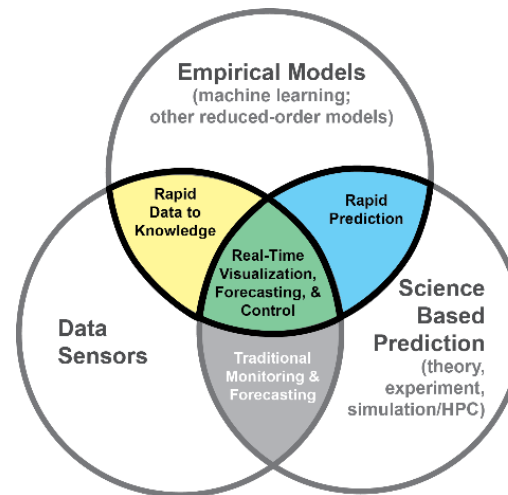 Empirical Models
(machine learning;
other reduced-order models)
Rapid
Data to
Knowledge
Rapid
Prediction
Real-Time
Visualization,
Forecasting, &
Control
Data
Sensors
Science
Based
Prediction
(theory,
experiment,
simulation/HPC)
Traditional
Monitoring &
Forecasting